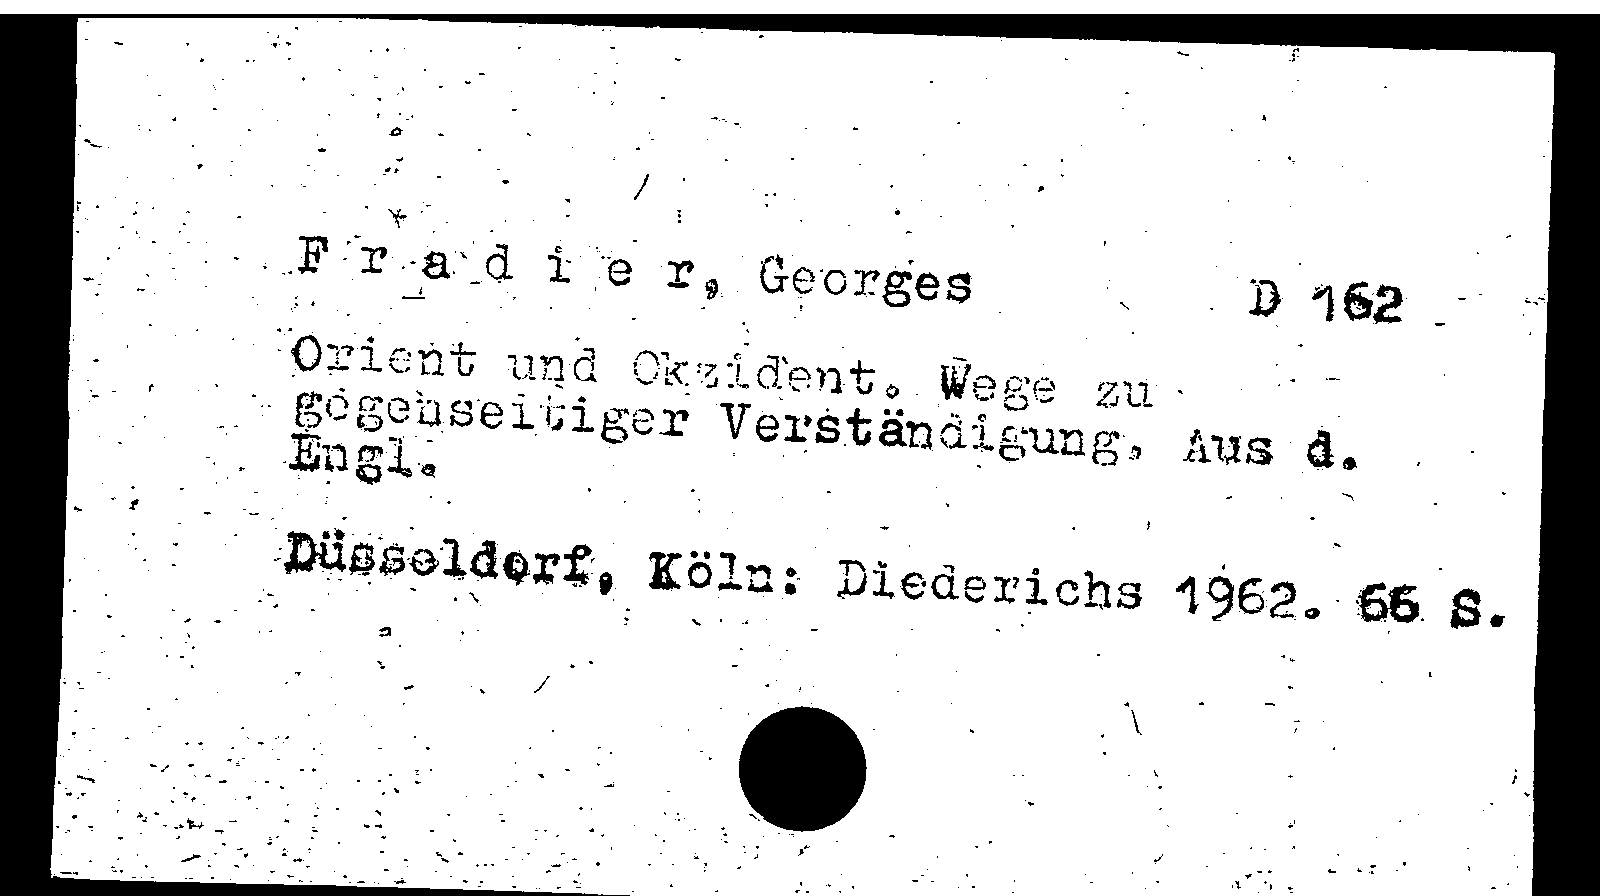 F r a d i e r, Georges
D 162
Orient und Okzident. Wege zu
gegenseitiger Verständigung. Aus d.
Engl.
Düsseldorf, Köln: Diederichs 1962. 66 S.